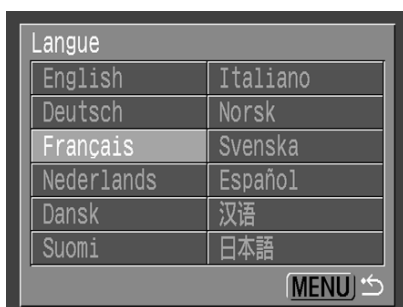 Langue
English Italiano
Deutsch Norsk
Français Svenska
Nederlands Español
Dansk 汉语
Suomi 日本語
MENU